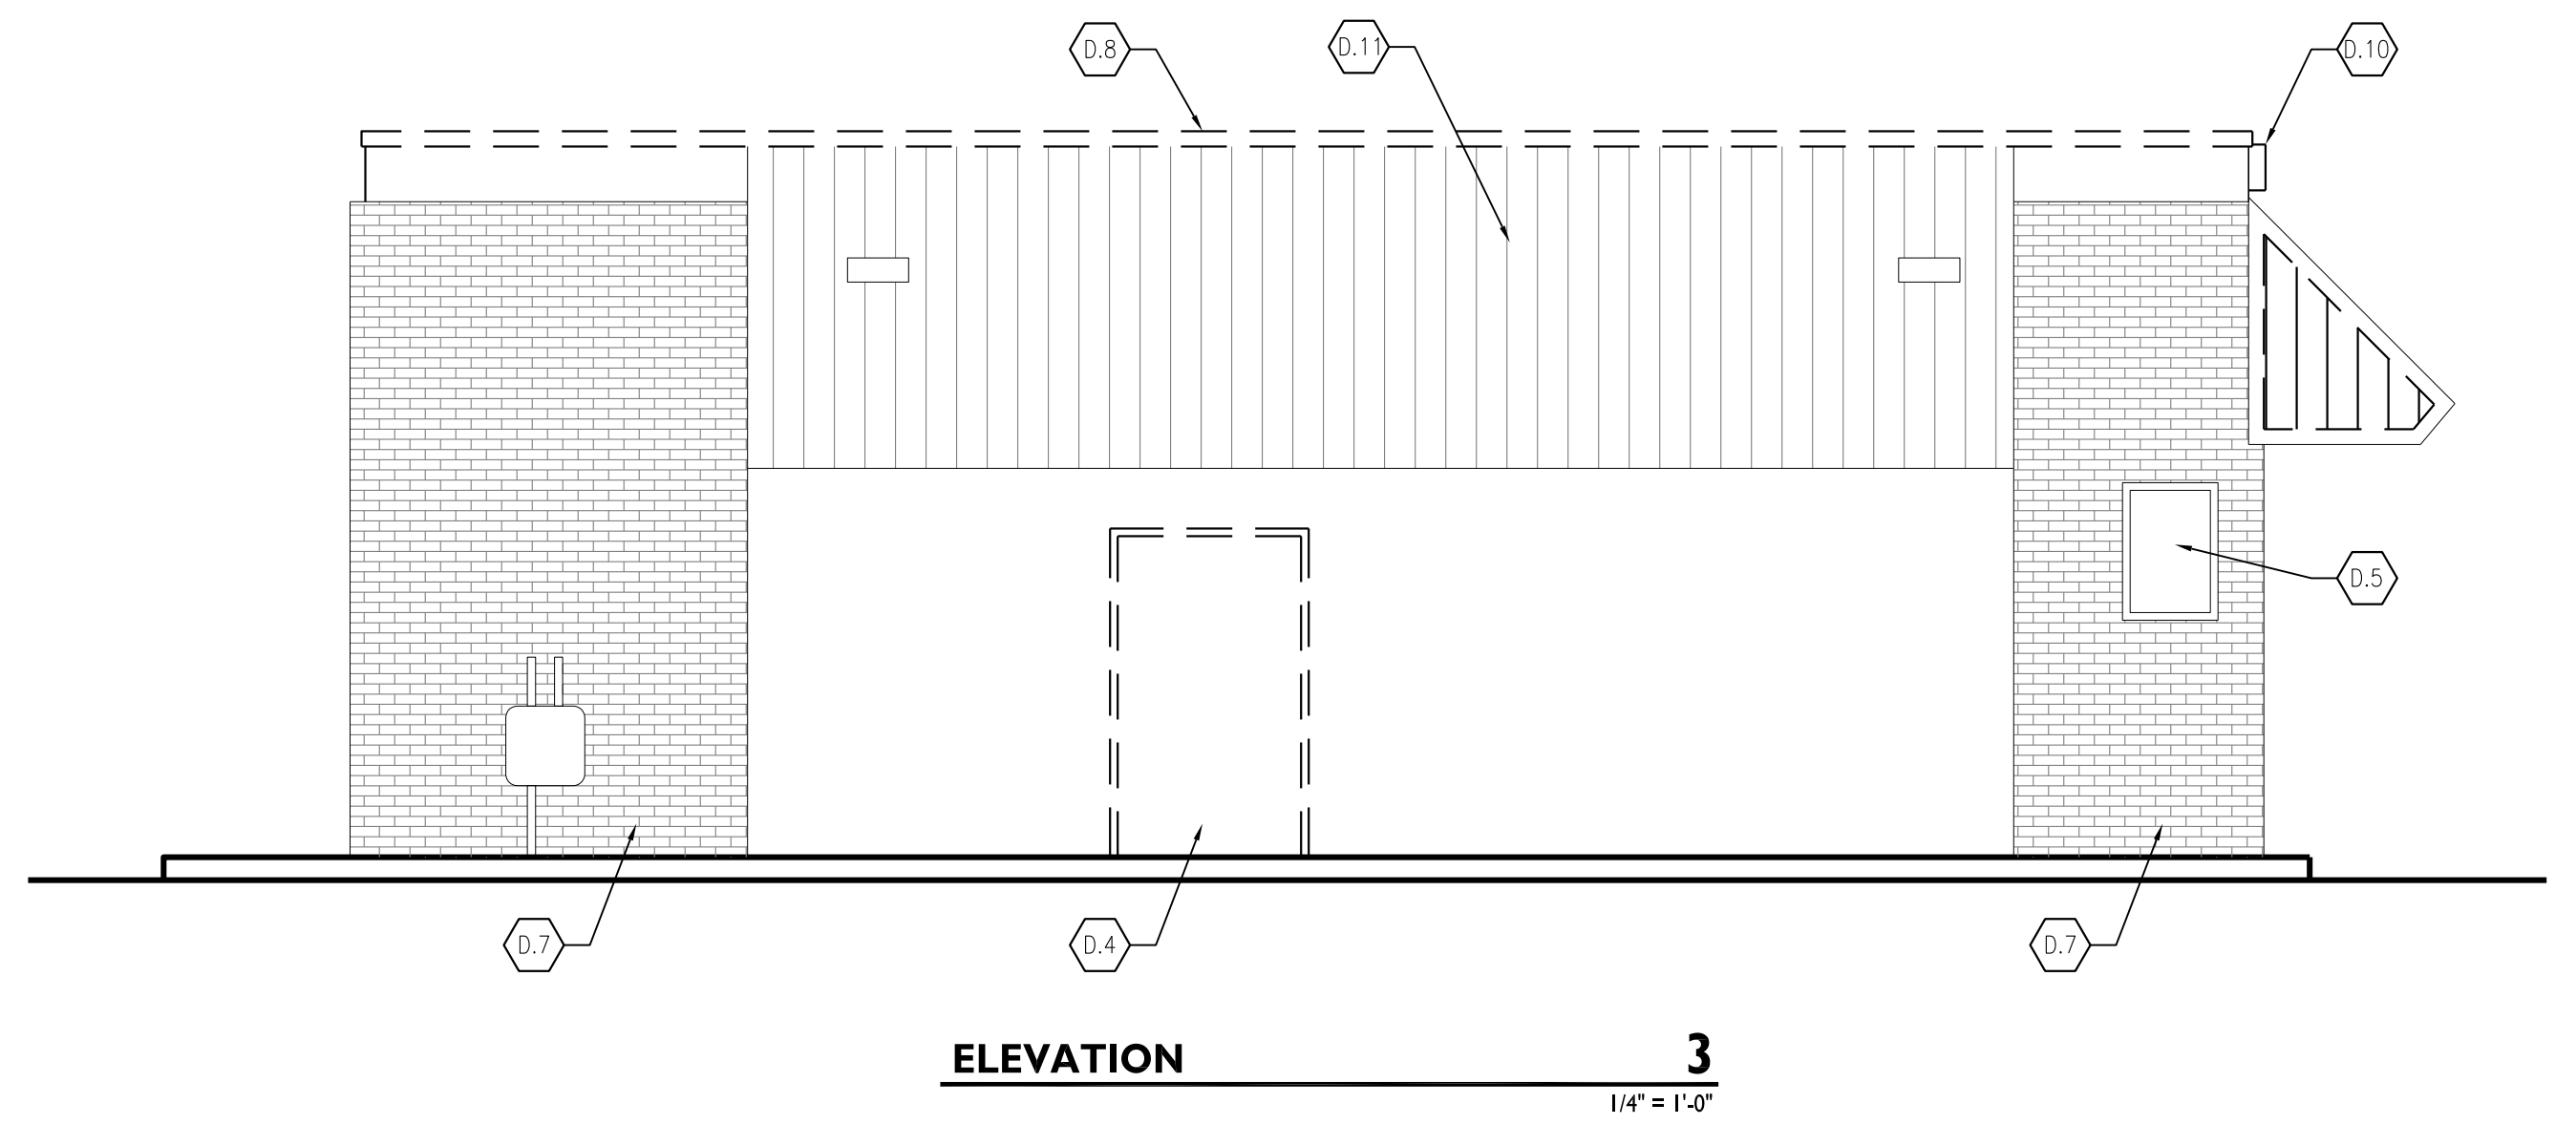 D.8
D.11
D.10
D.5
D.7
D.4
D.7
ELEVATION 3
1/4" = 1'-0"